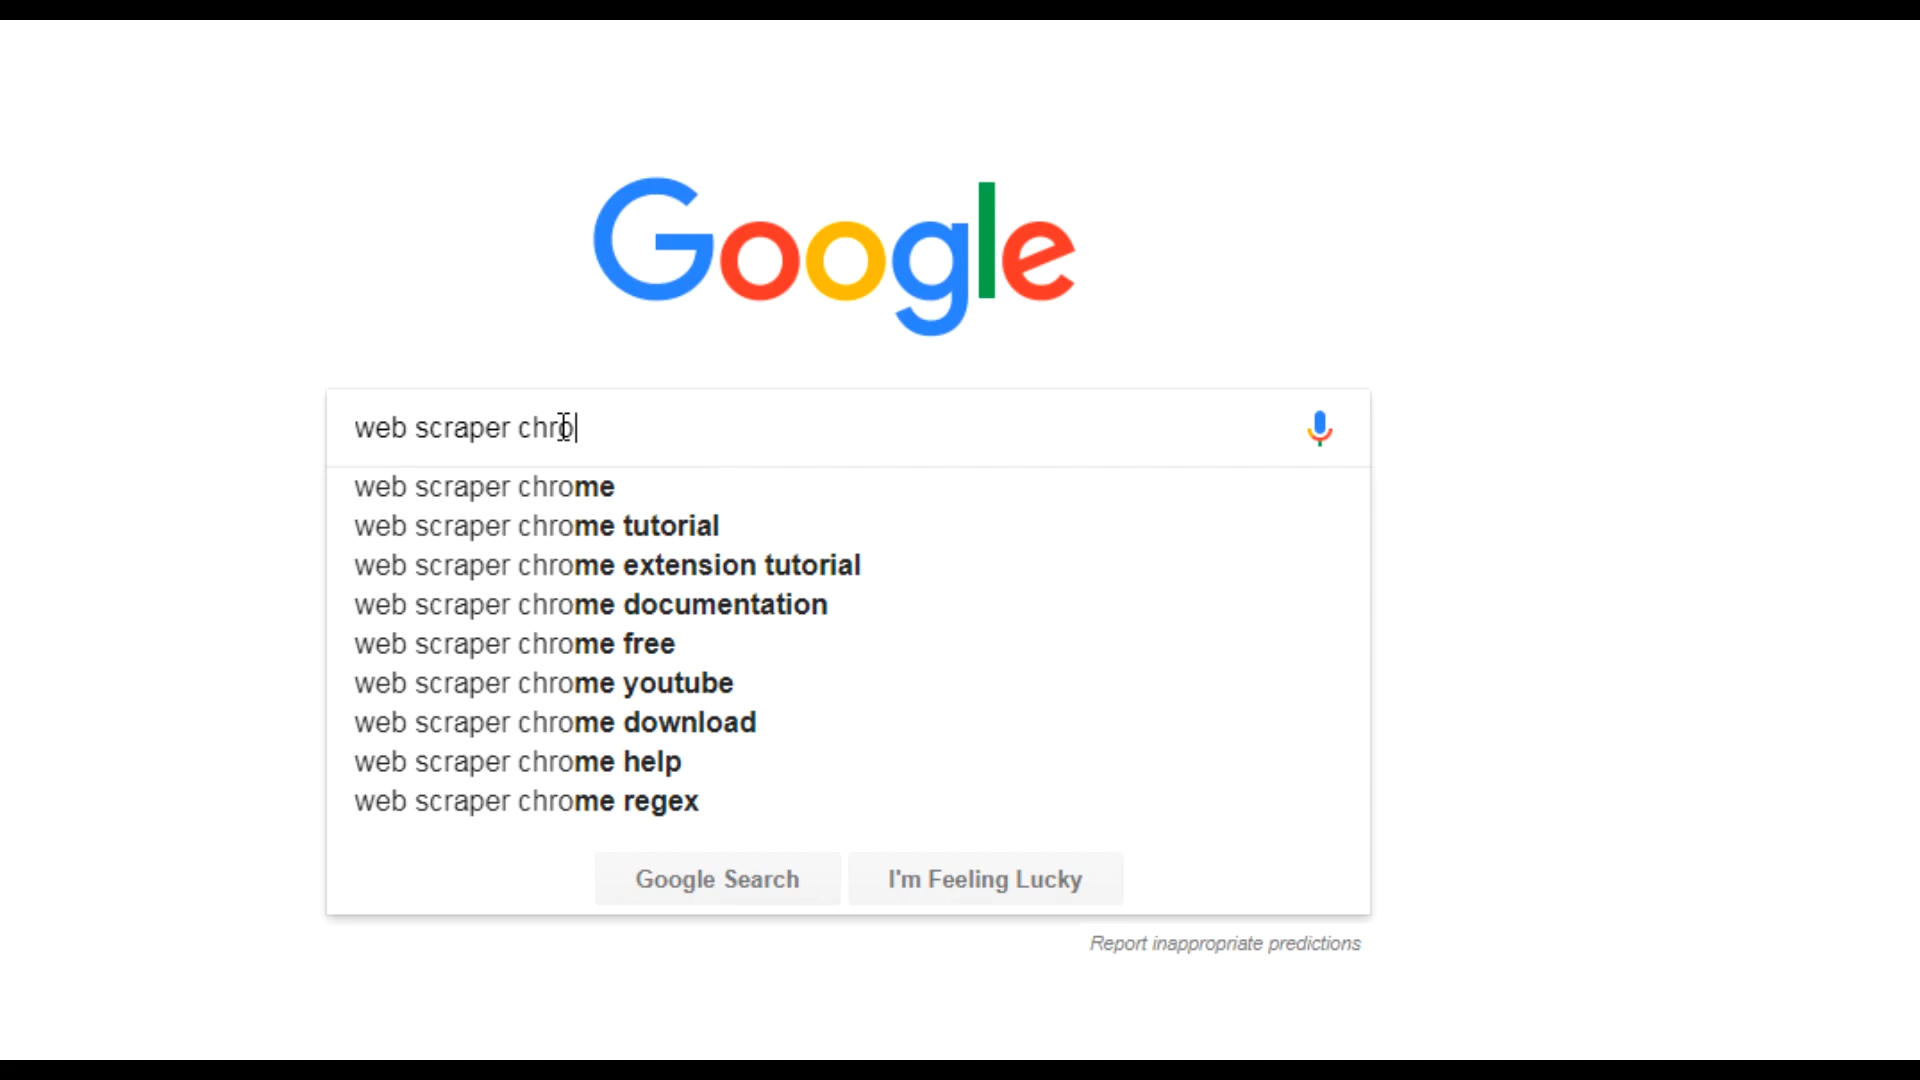 Google
web scraper chro
web scraper chrome
web scraper chrome tutorial
web scraper chrome extension tutorial
web scraper chrome documentation
web scraper chrome free
web scraper chrome youtube
web scraper chrome download
web scraper chrome help
web scraper chrome regex
Google Search I'm Feeling Lucky
Report inappropriate predictions